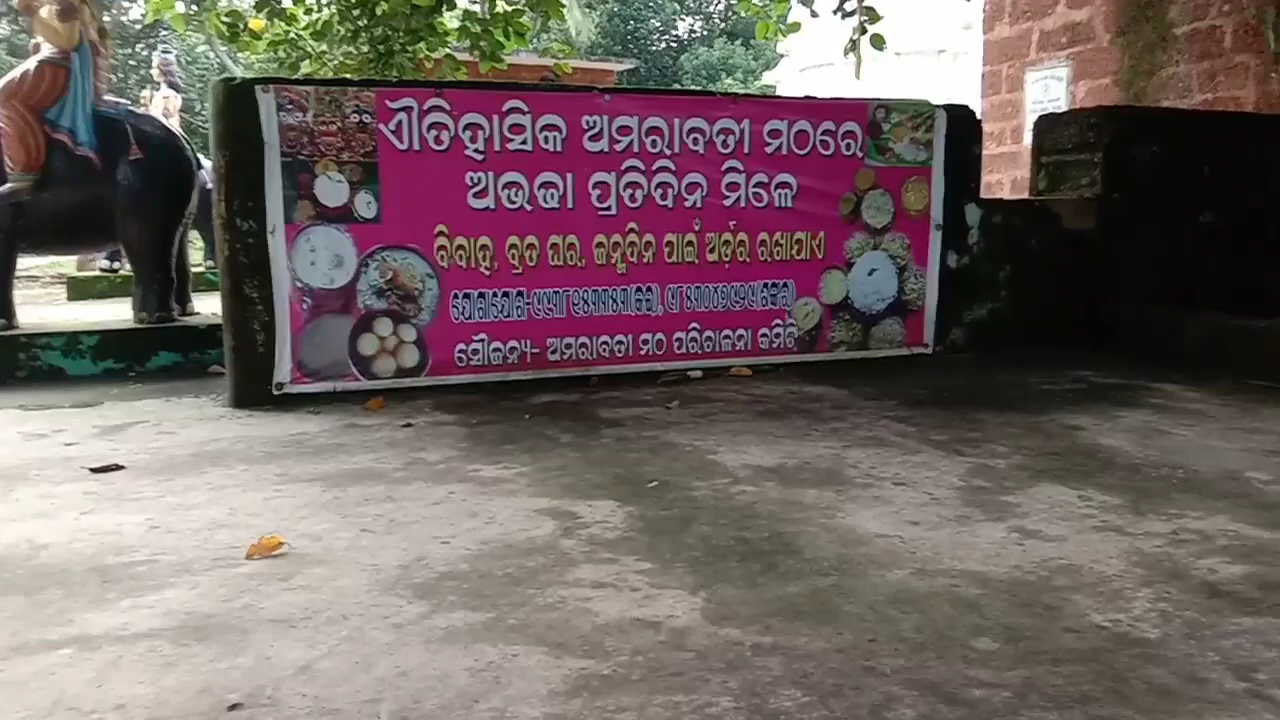 ଐତିହାସିକ ଅମରାବତୀ ମଠରେ
ଅଭଢା ପ୍ରତିଦିନ ମିଳେ
ବିବାହ, ବ୍ରତ ଘର, ଜନ୍ମଦିନ ପାଇଁ ଅର୍ଡ଼ର ରଖାଯାଏ
ଯୋଗାଯୋଗ-
ସୌଜନ୍ୟ- ଅମରାବତୀ ମଠ ପରିଚାଳନା କମିଟି